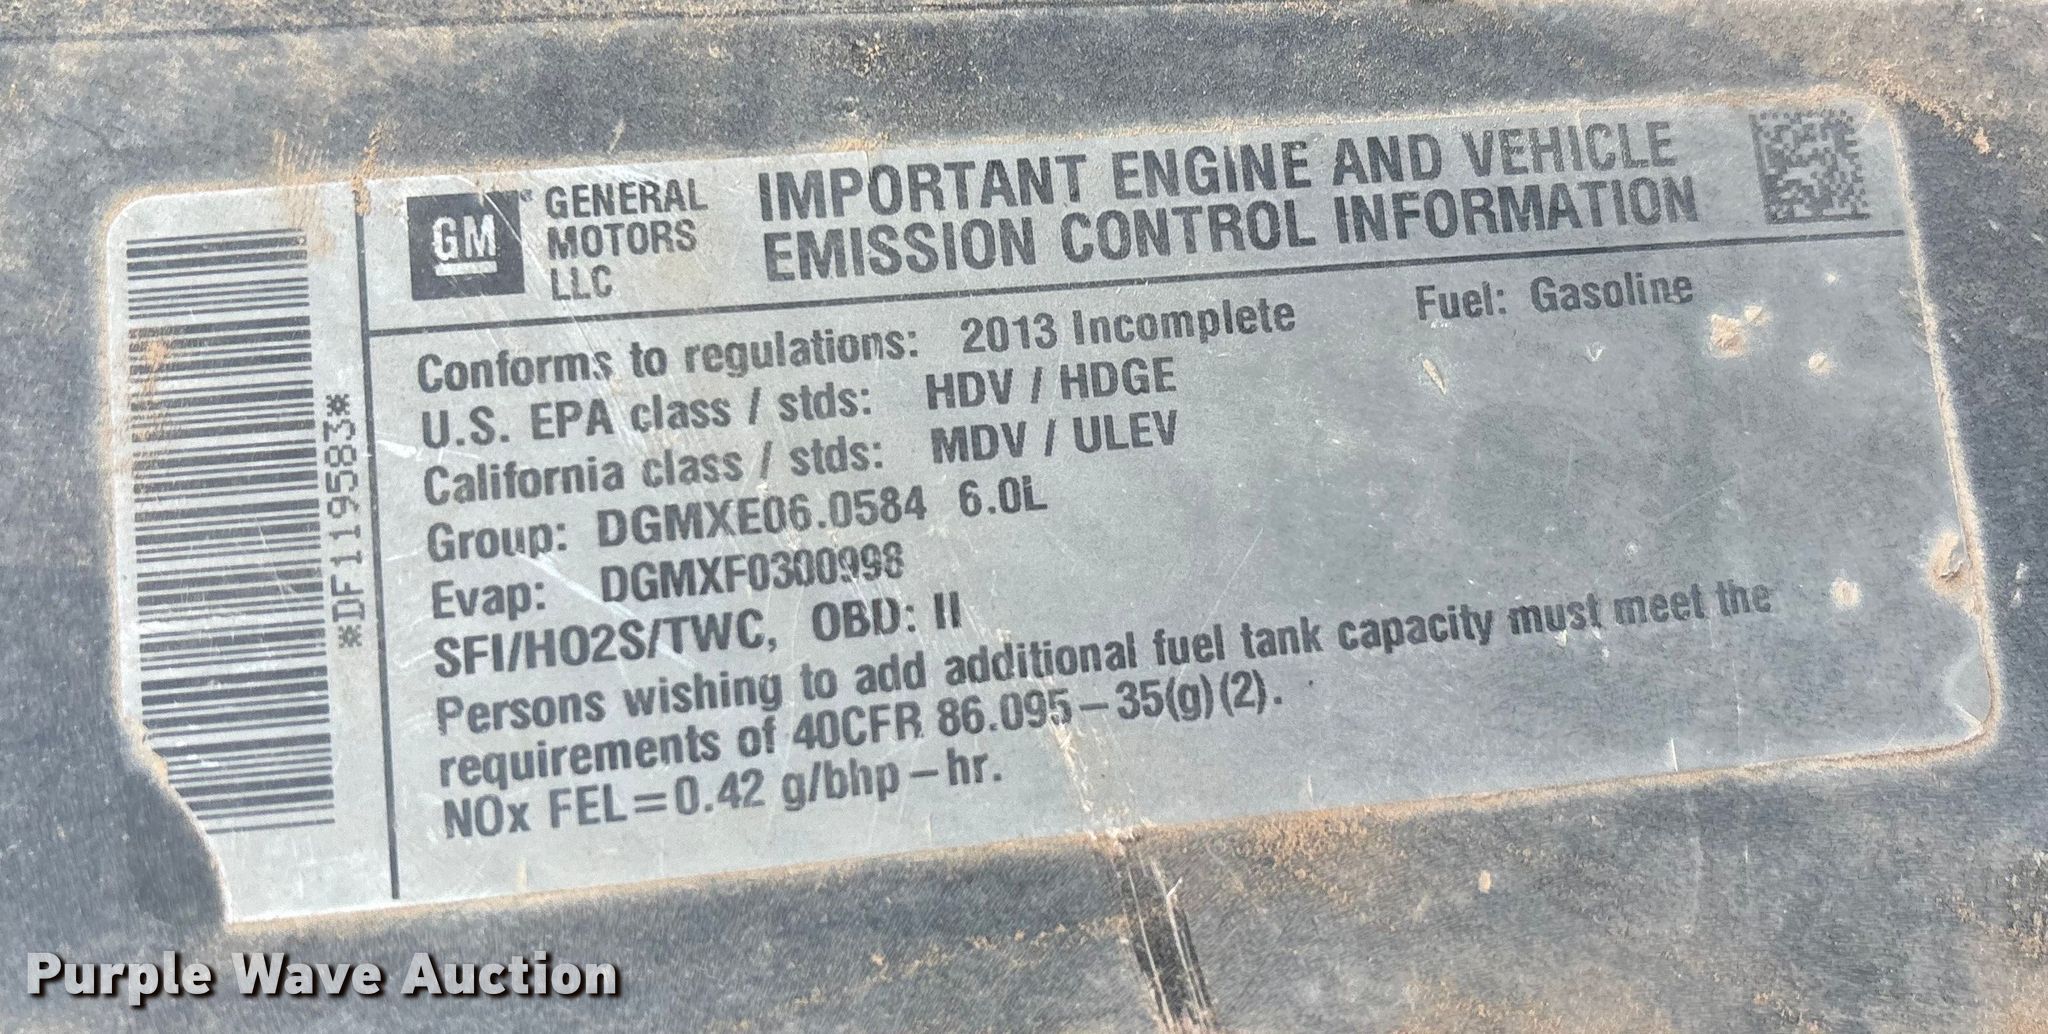 GM
GENERAL
MOTORS
LLC
IMPORTANT ENGINE AND VEHICLE
EMISSION CONTROL INFORMATION
*DF119583*
Conforms to regulations: 2013 Incomplete Fuel: Gasoline
U.S. EPA class / stds: HDV / HDGE
California class / stds: MDV / ULEV
Group: DGMXE06.0584 6.0L
Evap: DGMXF0300998
SFI/HO2S/TWC, OBD: II
Persons wishing to add additional fuel tank capacity must meet the
requirements of 40CFR 86.095-35(g)(2).
NOx FEL=0.42 g/bhp-hr.
Purple Wave Auction